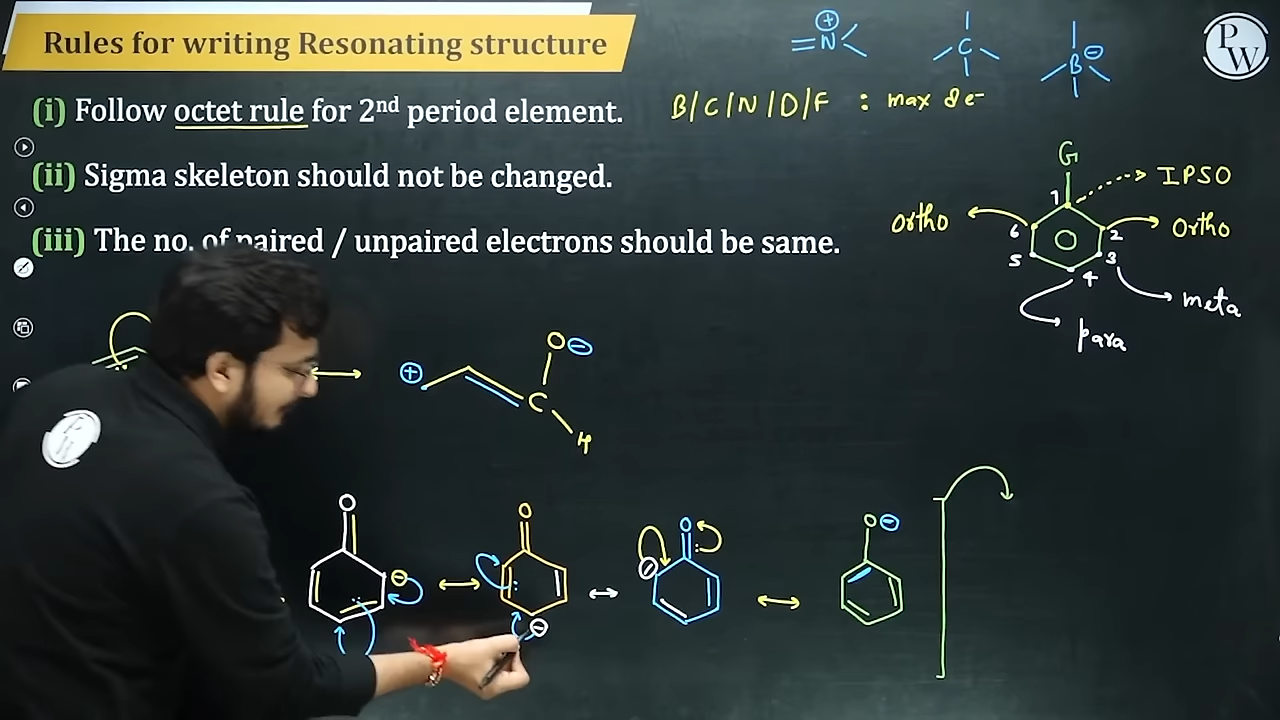 Rules for writing Resonating structure
(i) Follow octet rule for 2nd period element.
B/C/N/O/F : max 8 e-
(ii) Sigma skeleton should not be changed.
(iii) The no. of paired / unpaired electrons should be same.
⊕
N
C
B ⊖
PW
G
1
IPSO
ortho
6
2
ortho
5
3
4
meta
para
O ⊖
⊕
C
H
PW
O
⊖
O
⊖
O
⊖
O ⊖